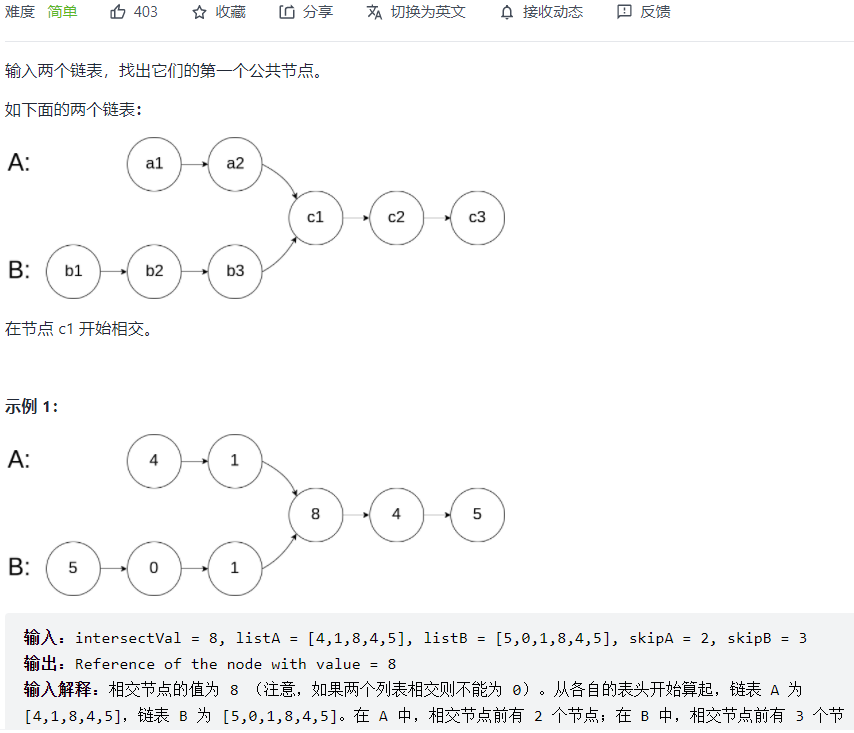 难度 简单 403 收藏 分享 切换为英文 接收动态 反馈
输入两个链表，找出它们的第一个公共节点。
如下面的两个链表：
A: a1 a2
c1 c2 c3
B: b1 b2 b3
在节点 c1 开始相交。
示例 1：
A: 4 1
8 4 5
B: 5 0 1
输入：intersectVal = 8, listA = [4,1,8,4,5], listB = [5,0,1,8,4,5], skipA = 2, skipB = 3
输出：Reference of the node with value = 8
输入解释：相交节点的值为 8 （注意，如果两个列表相交则不能为 0）。从各自的表头开始算起，链表 A 为
[4,1,8,4,5]，链表 B 为 [5,0,1,8,4,5]。在 A 中，相交节点前有 2 个节点；在 B 中，相交节点前有 3 个节